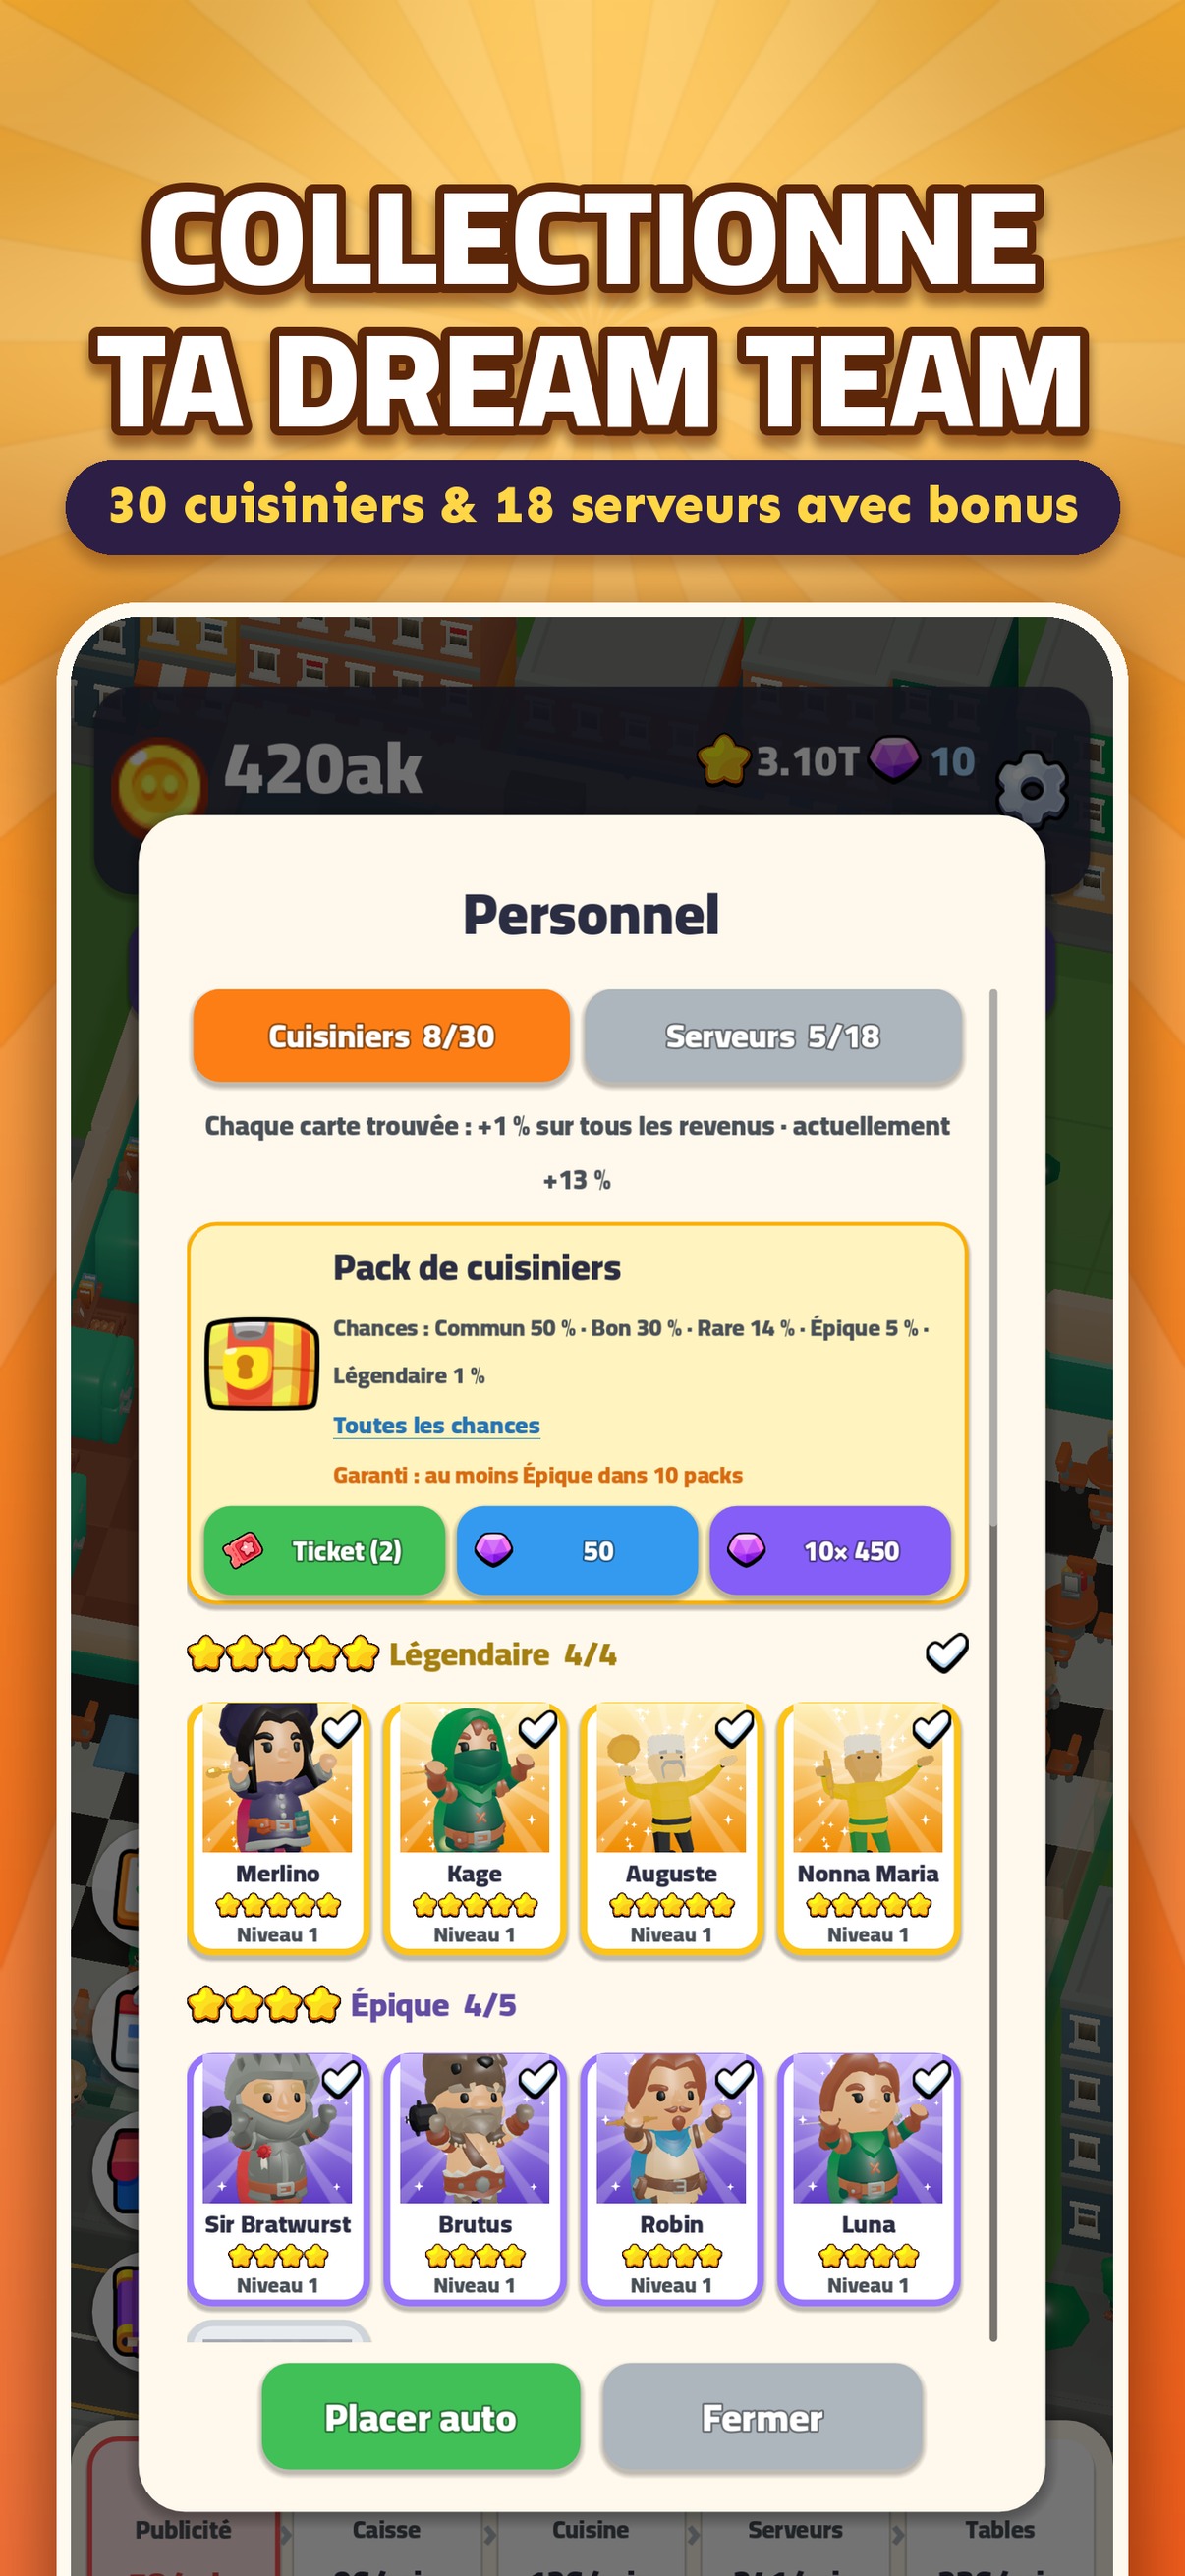 COLLECTIONNE
TA DREAM TEAM
30 cuisiniers & 18 serveurs avec bonus
420ak
3.10T
10
Personnel
Cuisiniers 8/30
Serveurs 5/18
Chaque carte trouvée : +1 % sur tous les revenus · actuellement
+13 %
Pack de cuisiniers
Chances : Commun 50 % · Bon 30 % · Rare 14 % · Épique 5 % ·
Légendaire 1 %
Toutes les chances
Garanti : au moins Épique dans 10 packs
Ticket (2)
50
10× 450
Légendaire 4/4
Merlino
Kage
Auguste
Nonna Maria
Niveau 1
Niveau 1
Niveau 1
Niveau 1
Épique 4/5
Sir Bratwurst
Brutus
Robin
Luna
Niveau 1
Niveau 1
Niveau 1
Niveau 1
Placer auto
Fermer
Publicité
Caisse
Cuisine
Serveurs
Tables